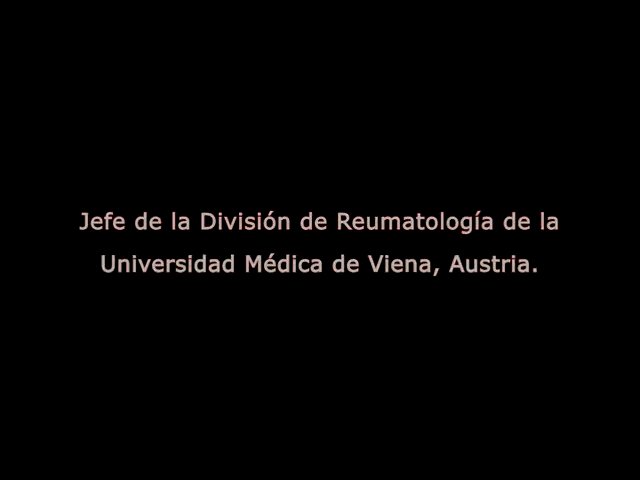 Jefe de la División de Reumatología de la
Universidad Médica de Viena, Austria.